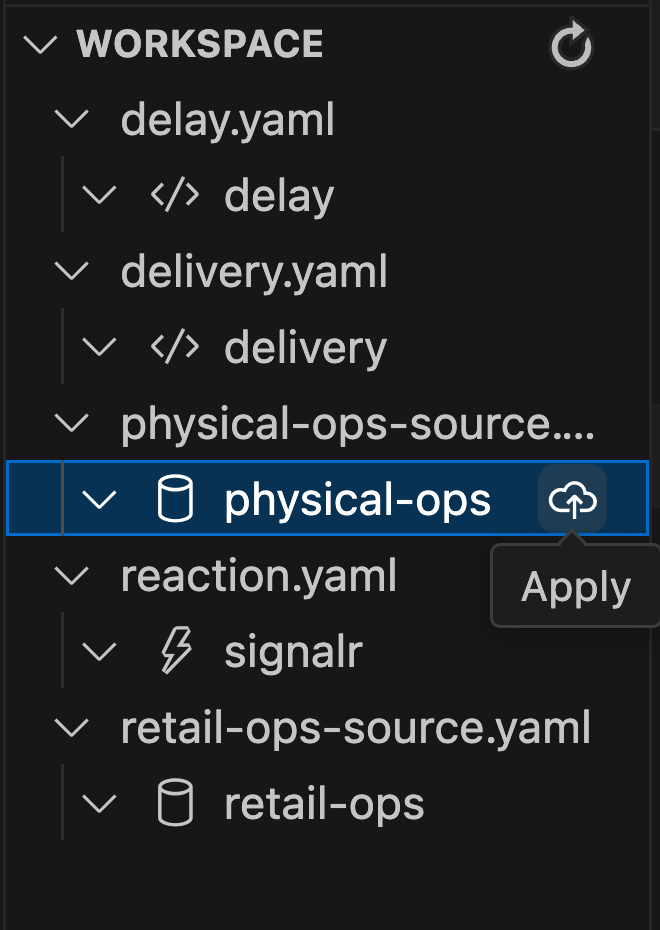 WORKSPACE
delay.yaml
</> delay
delivery.yaml
</> delivery
physical-ops-source....
physical-ops
Apply
reaction.yaml
signalr
retail-ops-source.yaml
retail-ops